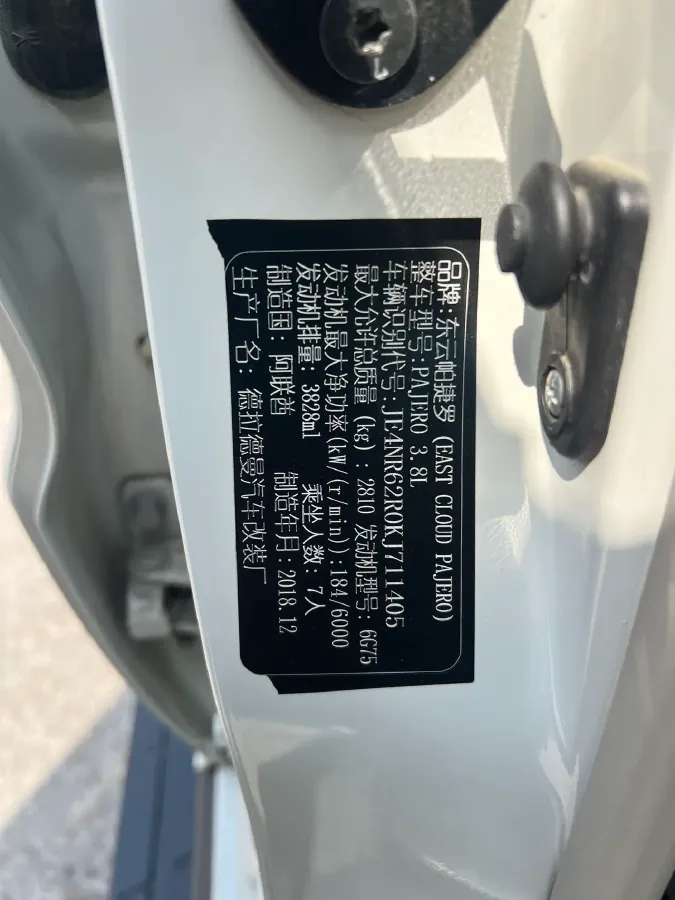 品牌:东云帕捷罗 (EAST CLOUD PAJERO)
整车型号:PAJERO 3.8L
车辆识别代号:JE4NR62R0KJ711405
最大允许总质量 (kg) : 2810 发动机型号: 6G75
发动机最大净功率(kW/(r/min)):184/6000
发动机排量: 3828ml 乘坐人数: 7人
制造国: 阿联酋 制造年月:2018.12
生产厂名: 德拉德曼汽车改装厂